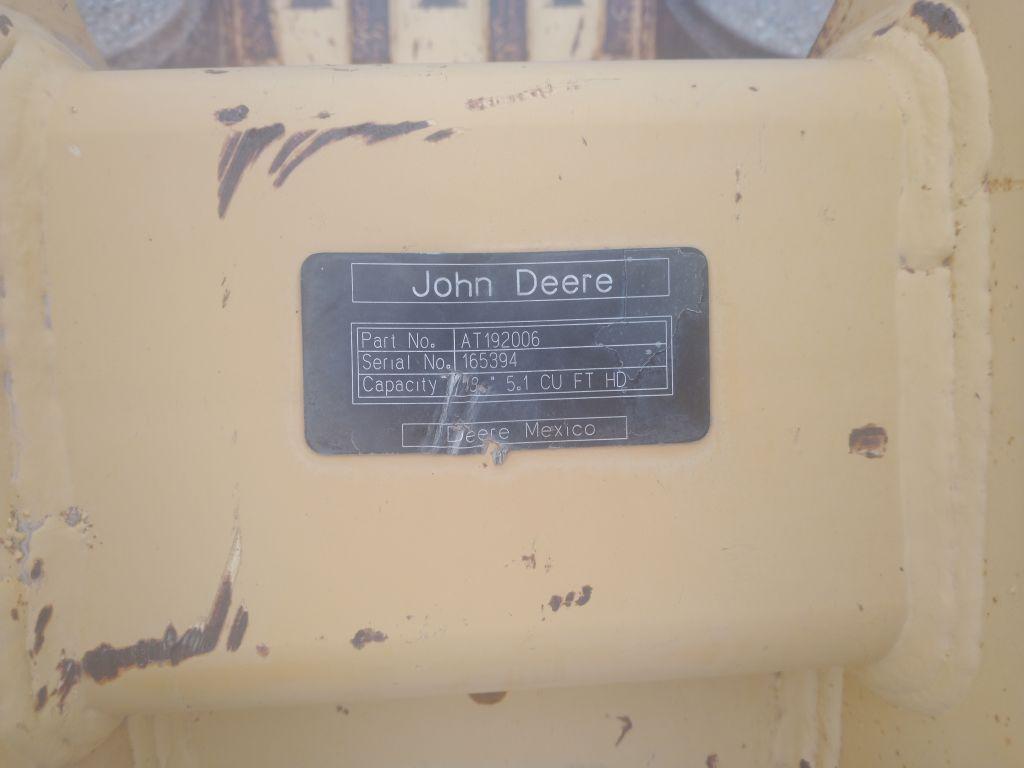 John Deere
Part No. AT192006
Serial No. 165394
Capacity 5.1 CU FT HD
Deere Mexico